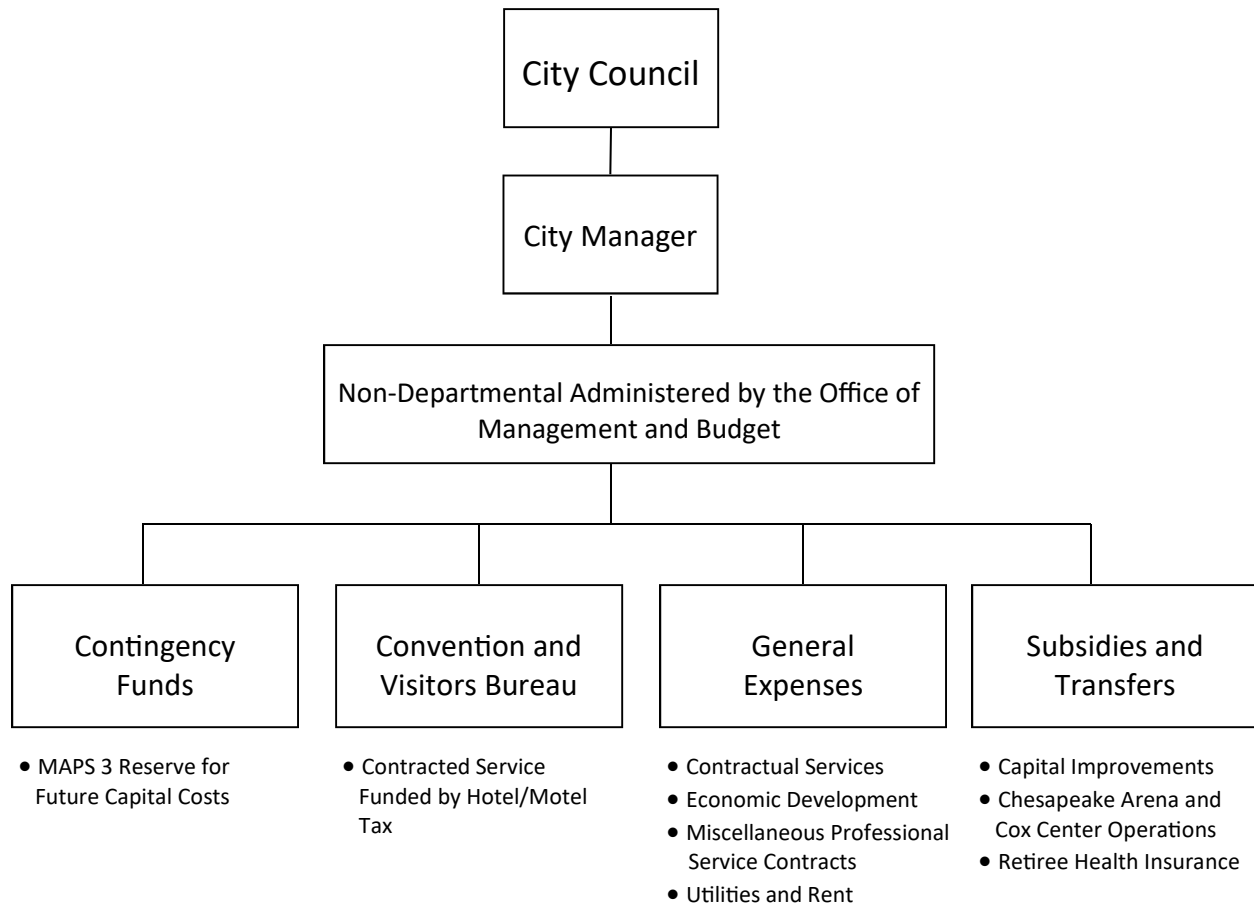 City Council
City Manager
Non-Departmental Administered by the Office of
Management and Budget
Contingency
Funds
Convention and
Visitors Bureau
General
Expenses
Subsidies and
Transfers
• MAPS 3 Reserve for
Future Capital Costs
• Contracted Service
Funded by Hotel/Motel
Tax
• Contractual Services
• Economic Development
• Miscellaneous Professional
Service Contracts
• Utilities and Rent
• Capital Improvements
• Chesapeake Arena and
Cox Center Operations
• Retiree Health Insurance